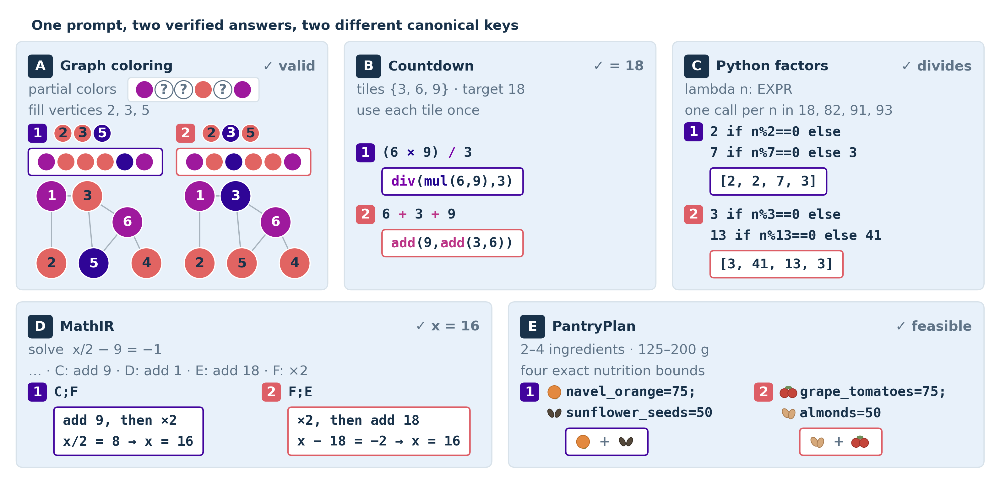 One prompt, two verified answers, two different canonical keys
A Graph coloring ✓ valid
partial colors ? ? ?
fill vertices 2, 3, 5
1 2 3 5 2 2 3 5
1 3 6 2 5 4
1 3 6 2 5 4
B Countdown ✓ = 18
tiles {3, 6, 9} · target 18
use each tile once
1 (6 × 9) / 3
div(mul(6,9),3)
2 6 + 3 + 9
add(9,add(3,6))
C Python factors ✓ divides
lambda n: EXPR
one call per n in 18, 82, 91, 93
1 2 if n%2==0 else
7 if n%7==0 else 3
[2, 2, 7, 3]
2 3 if n%3==0 else
13 if n%13==0 else 41
[3, 41, 13, 3]
D MathIR ✓ x = 16
solve x/2 − 9 = −1
... · C: add 9 · D: add 1 · E: add 18 · F: ×2
1 C;F
add 9, then ×2
x/2 = 8 → x = 16
2 F;E
×2, then add 18
x − 18 = −2 → x = 16
E PantryPlan ✓ feasible
2–4 ingredients · 125–200 g
four exact nutrition bounds
1 navel_orange=75;
sunflower_seeds=50
+
2 grape_tomatoes=75;
almonds=50
+